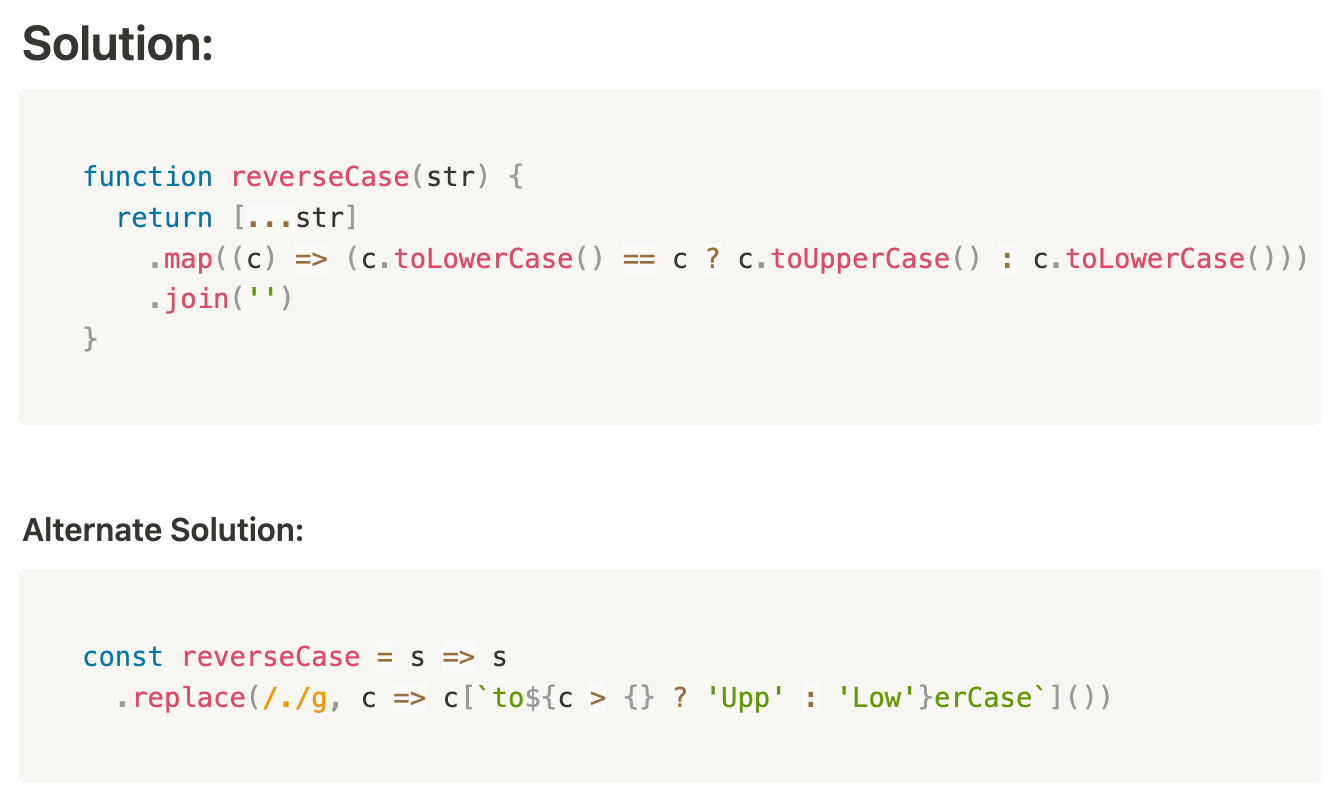 Solution:
function reverseCase(str) {
  return [...str]
    .map((c) => (c.toLowerCase() == c ? c.toUpperCase() : c.toLowerCase()))
    .join('')
}
Alternate Solution:
const reverseCase = s => s
  .replace(/./g, c => c[`to${c > {} ? 'Upp' : 'Low'}erCase`]())